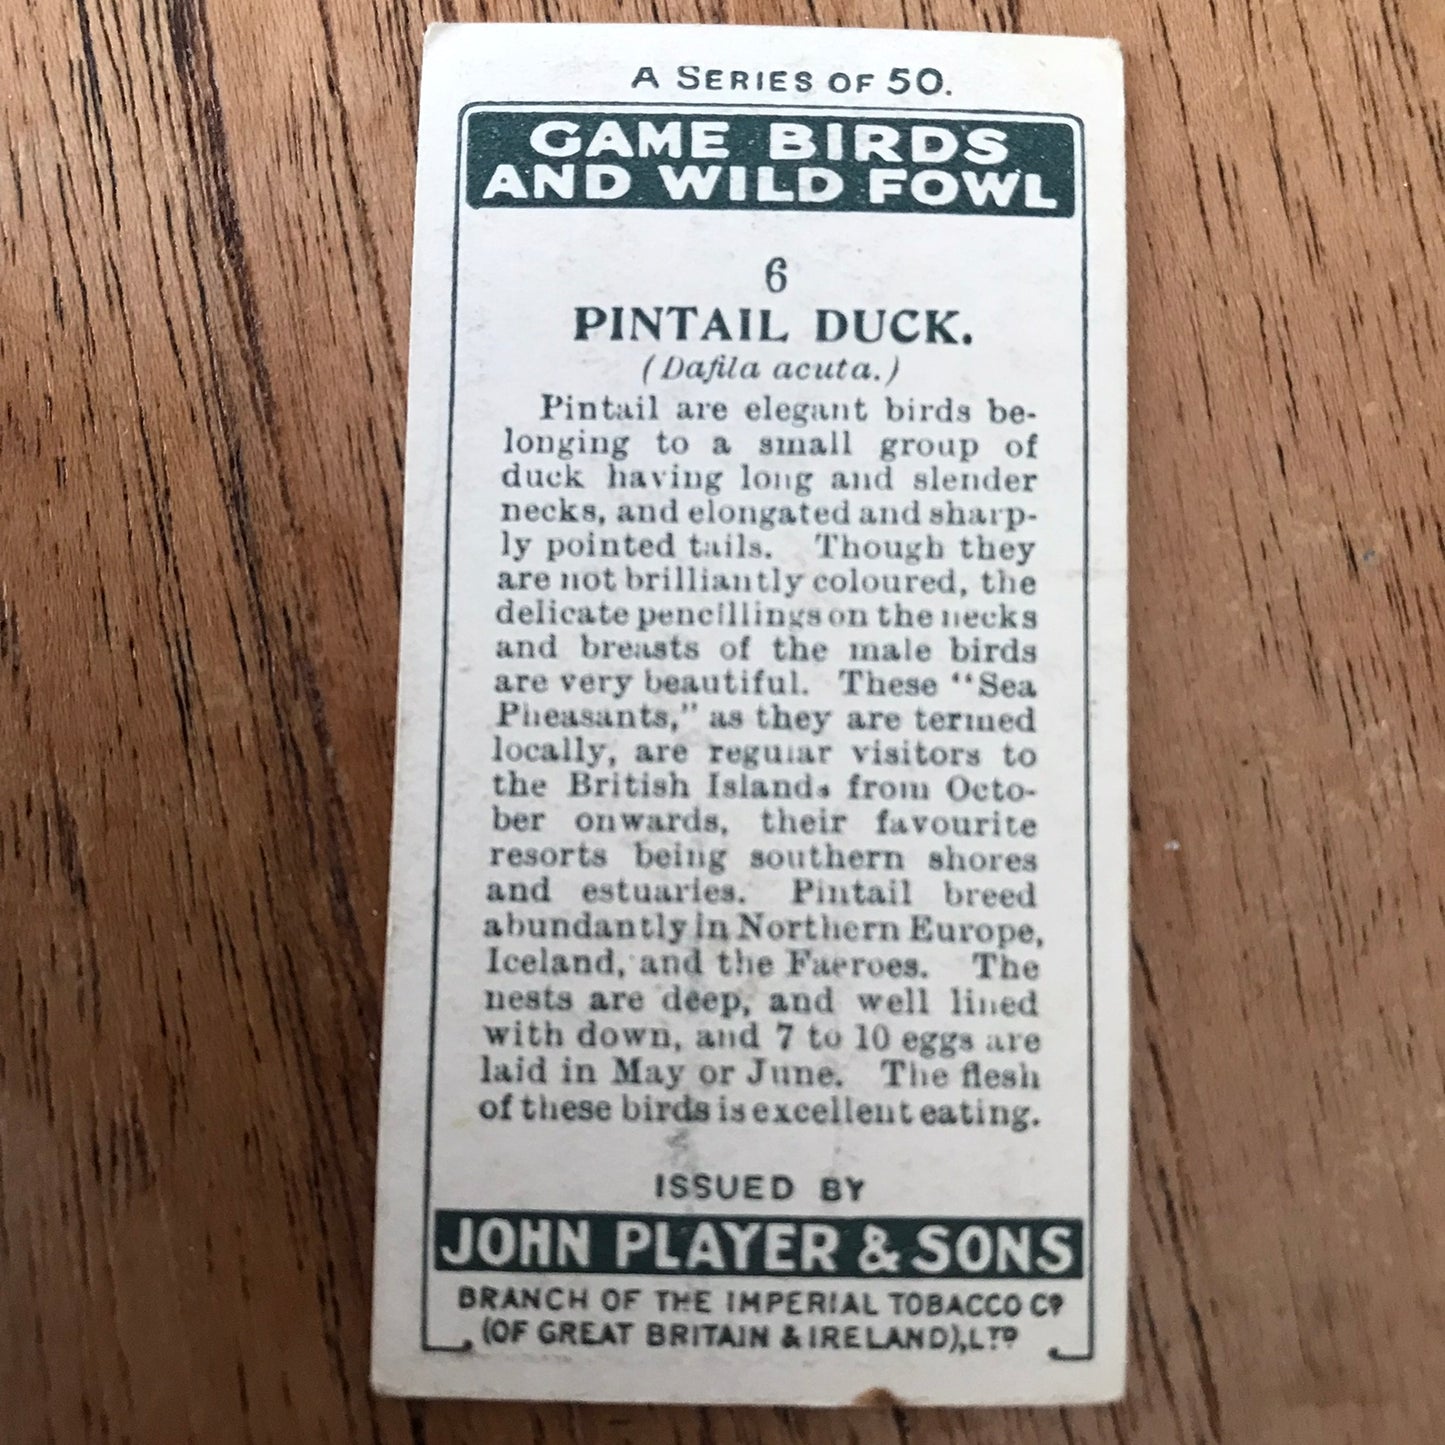 A SERIES OF 50.
GAME BIRDS
AND WILD FOWL
6
PINTAIL DUCK.
(Dafila acuta.)
Pintail are elegant birds be-
longing to a small group of
duck having long and slender
necks, and elongated and sharp-
ly pointed tails. Though they
are not brilliantly coloured, the
delicate pencillings on the necks
and breasts of the male birds
are very beautiful. These "Sea
Pheasants," as they are termed
locally, are regular visitors to
the British Islands from Octo-
ber onwards, their favourite
resorts being southern shores
and estuaries. Pintail breed
abundantly in Northern Europe,
Iceland, and the Faeroes. The
nests are deep, and well lined
with down, and 7 to 10 eggs are
laid in May or June. The flesh
of these birds is excellent eating.
ISSUED BY
JOHN PLAYER & SONS
BRANCH OF THE IMPERIAL TOBACCO CO
(OF GREAT BRITAIN & IRELAND), LTD